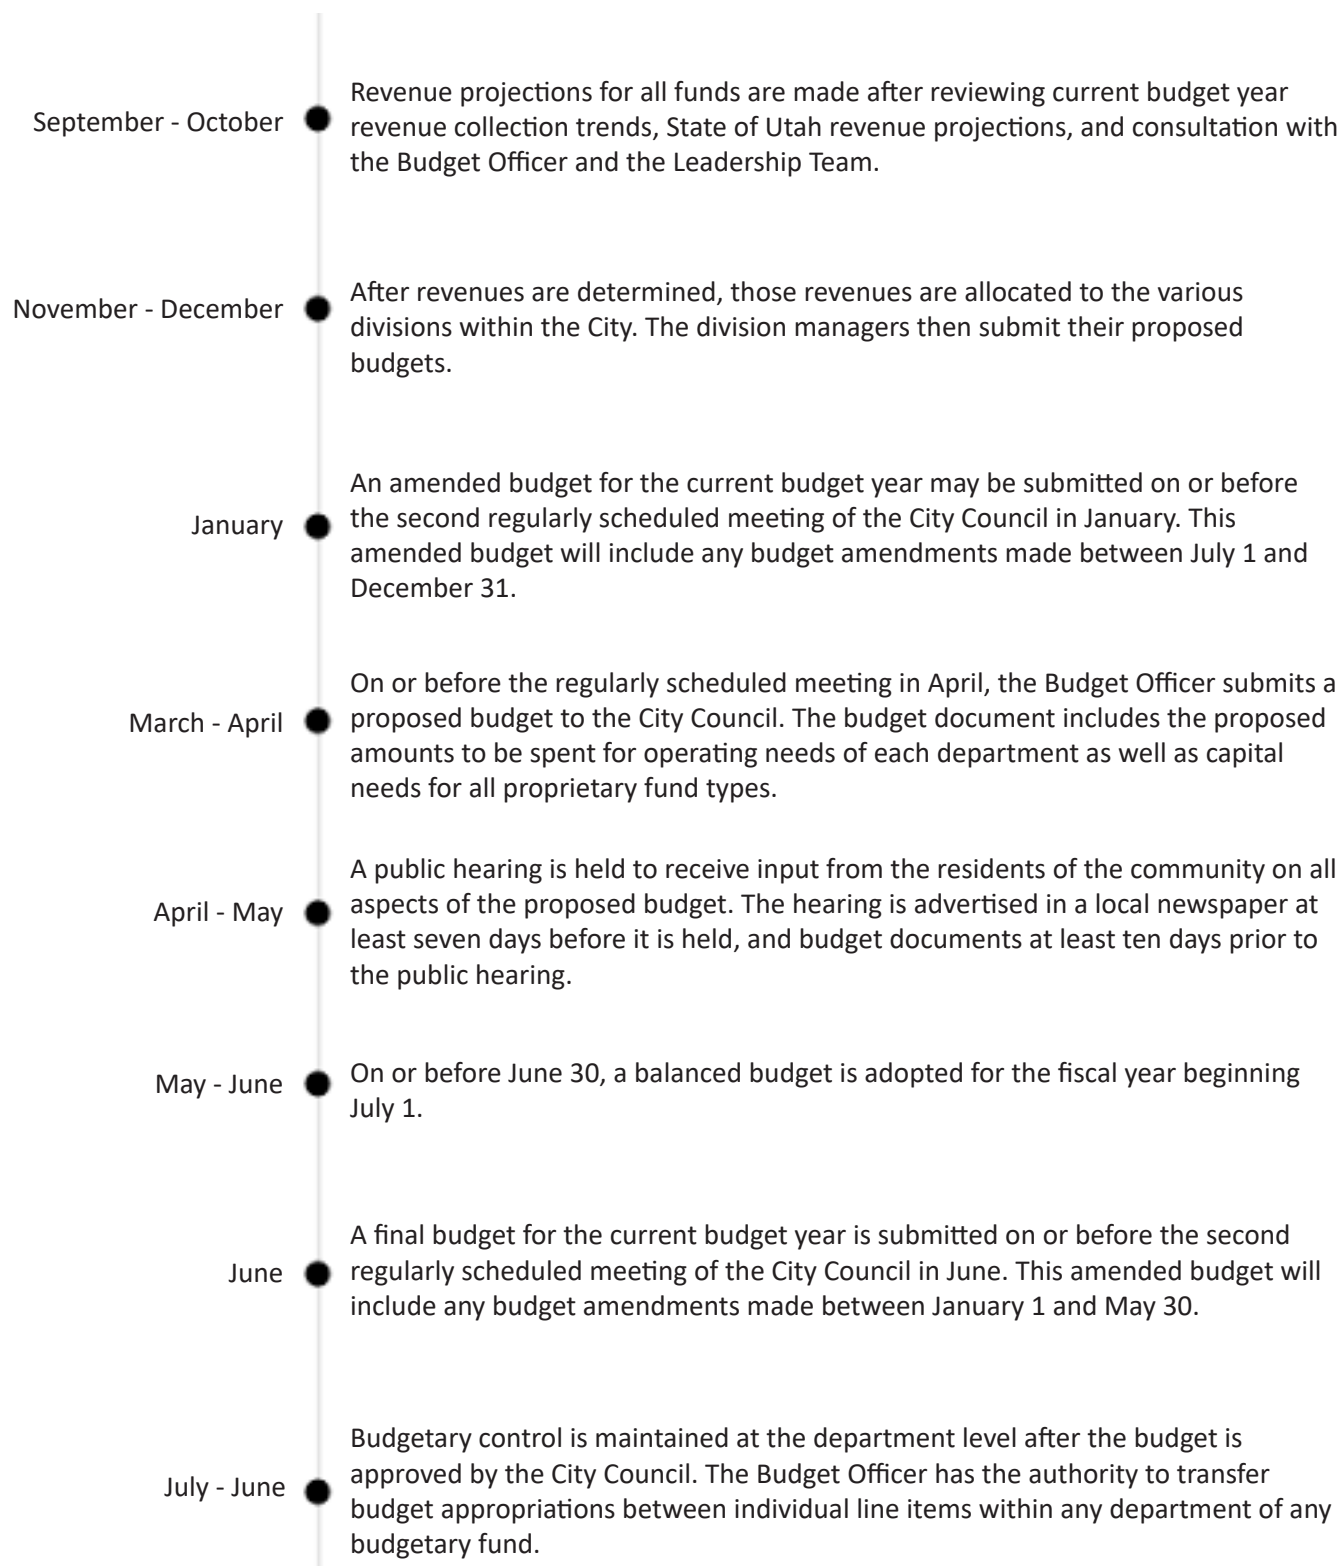 September - October
Revenue projections for all funds are made after reviewing current budget year
revenue collection trends, State of Utah revenue projections, and consultation with
the Budget Officer and the Leadership Team.
November - December
After revenues are determined, those revenues are allocated to the various
divisions within the City. The division managers then submit their proposed
budgets.
January
An amended budget for the current budget year may be submitted on or before
the second regularly scheduled meeting of the City Council in January. This
amended budget will include any budget amendments made between July 1 and
December 31.
March - April
On or before the regularly scheduled meeting in April, the Budget Officer submits a
proposed budget to the City Council. The budget document includes the proposed
amounts to be spent for operating needs of each department as well as capital
needs for all proprietary fund types.
April - May
A public hearing is held to receive input from the residents of the community on all
aspects of the proposed budget. The hearing is advertised in a local newspaper at
least seven days before it is held, and budget documents at least ten days prior to
the public hearing.
May - June
On or before June 30, a balanced budget is adopted for the fiscal year beginning
July 1.
June
A final budget for the current budget year is submitted on or before the second
regularly scheduled meeting of the City Council in June. This amended budget will
include any budget amendments made between January 1 and May 30.
July - June
Budgetary control is maintained at the department level after the budget is
approved by the City Council. The Budget Officer has the authority to transfer
budget appropriations between individual line items within any department of any
budgetary fund.